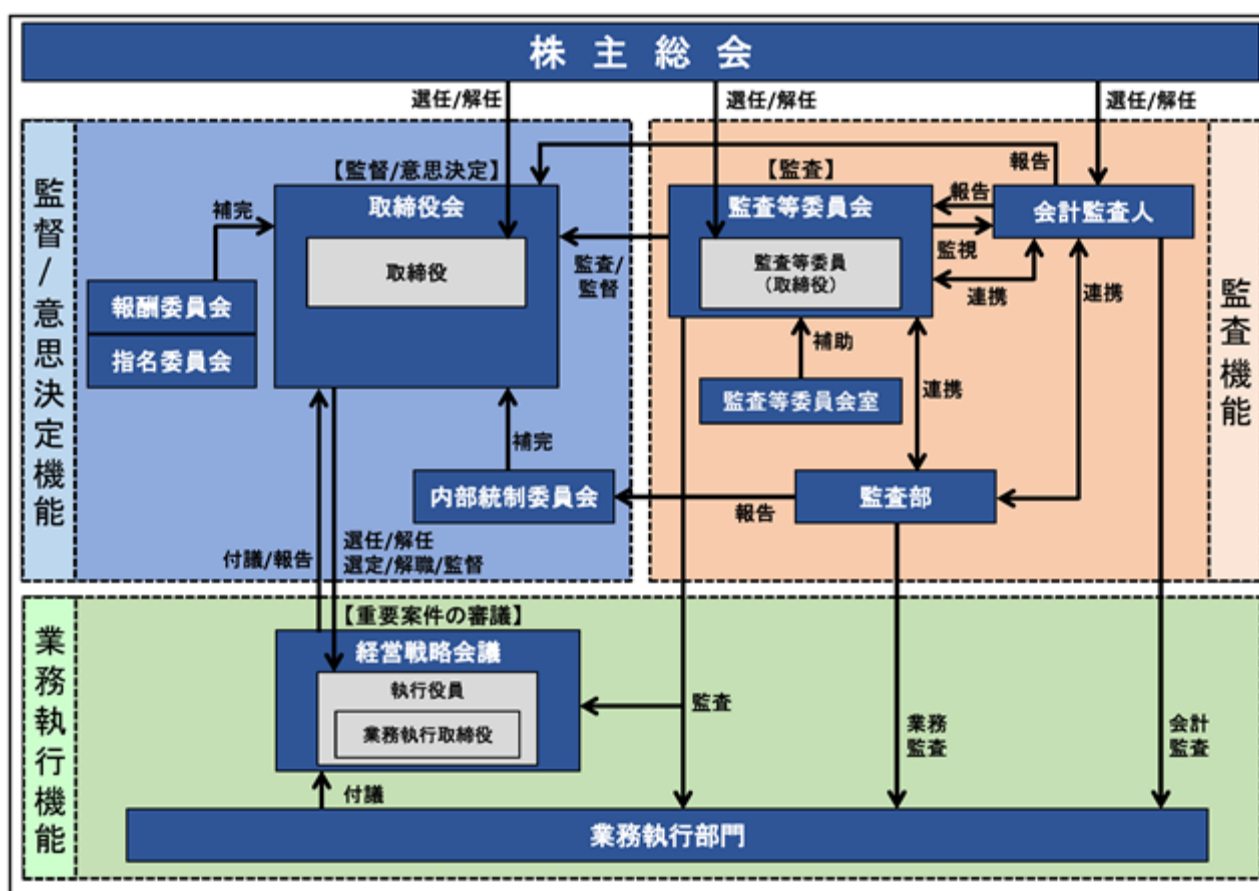 株主総会
選任/解任
選任/解任
選任/解任
監督/意思決定機能
【監督/意思決定】
取締役会
取締役
補完
報酬委員会
指名委員会
監査/
監督
補完
内部統制委員会
付議/報告
選任/解任
選定/解職/監督
監査機能
【監査】
監査等委員会
監査等委員
(取締役)
報告
報告
監視
連携
会計監査人
連携
補助
監査等委員会室
連携
監査部
報告
業務執行機能
【重要案件の審議】
経営戦略会議
執行役員
業務執行取締役
監査
業務
監査
会計
監査
付議
業務執行部門